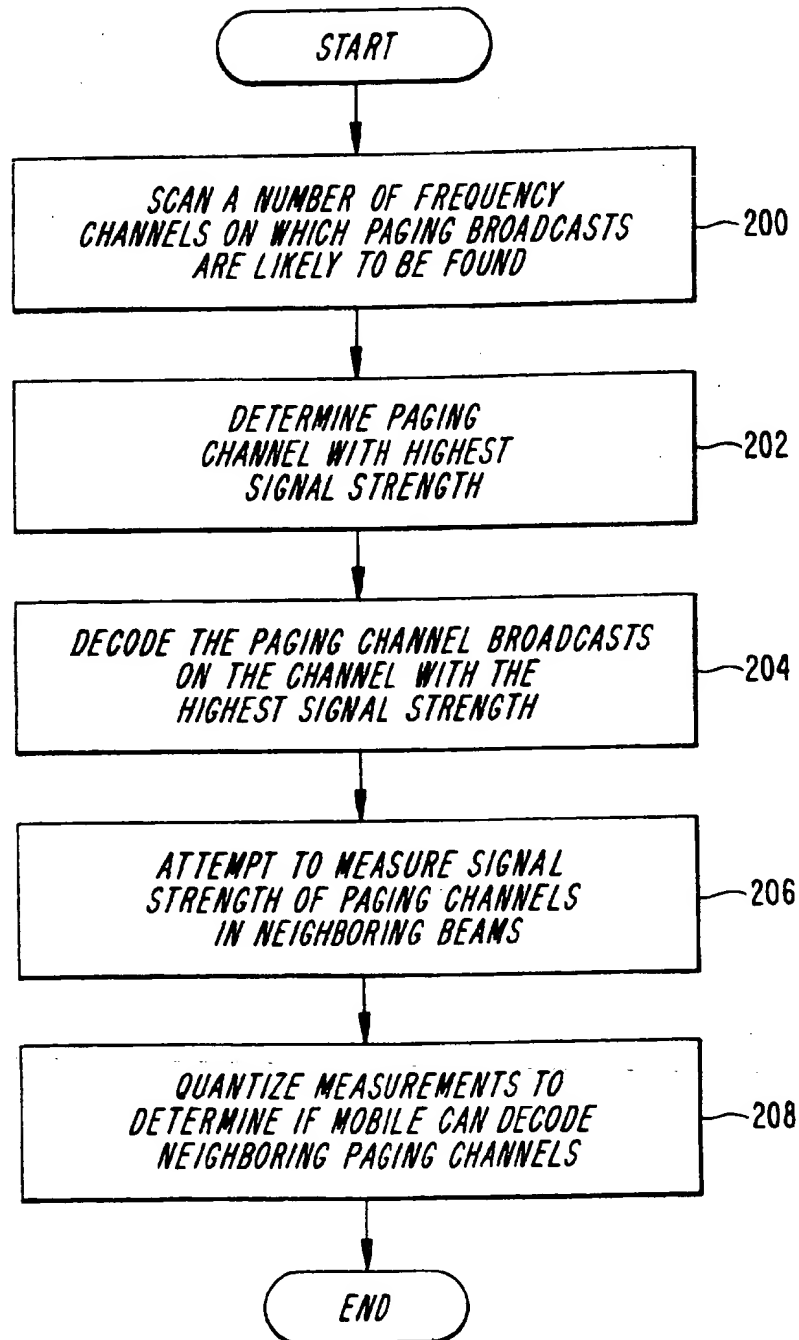 START
SCAN A NUMBER OF FREQUENCY
CHANNELS ON WHICH PAGING BROADCASTS
ARE LIKELY TO BE FOUND
200
DETERMINE PAGING
CHANNEL WITH HIGHEST
SIGNAL STRENGTH
202
DECODE THE PAGING CHANNEL BROADCASTS
ON THE CHANNEL WITH THE
HIGHEST SIGNAL STRENGTH
204
ATTEMPT TO MEASURE SIGNAL
STRENGTH OF PAGING CHANNELS
IN NEIGHBORING BEAMS
206
QUANTIZE MEASUREMENTS TO
DETERMINE IF MOBILE CAN DECODE
NEIGHBORING PAGING CHANNELS
208
END